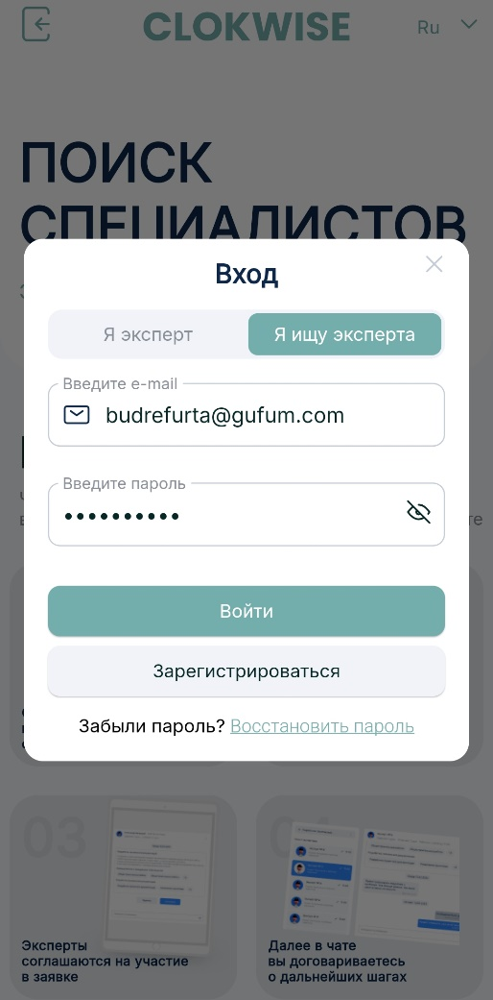 CLOKWISE
Ru
ПОИСК
СПЕЦИАЛИСТОВ
Вход
Я эксперт
Я ищу эксперта
Введите e-mail
budrefurta@gufum.com
Введите пароль
Войти
Зарегистрироваться
Забыли пароль? Восстановить пароль
03
Эксперты
соглашаются на участие
в заявке
Далее в чате
вы договариваетесь
о дальнейших шагах